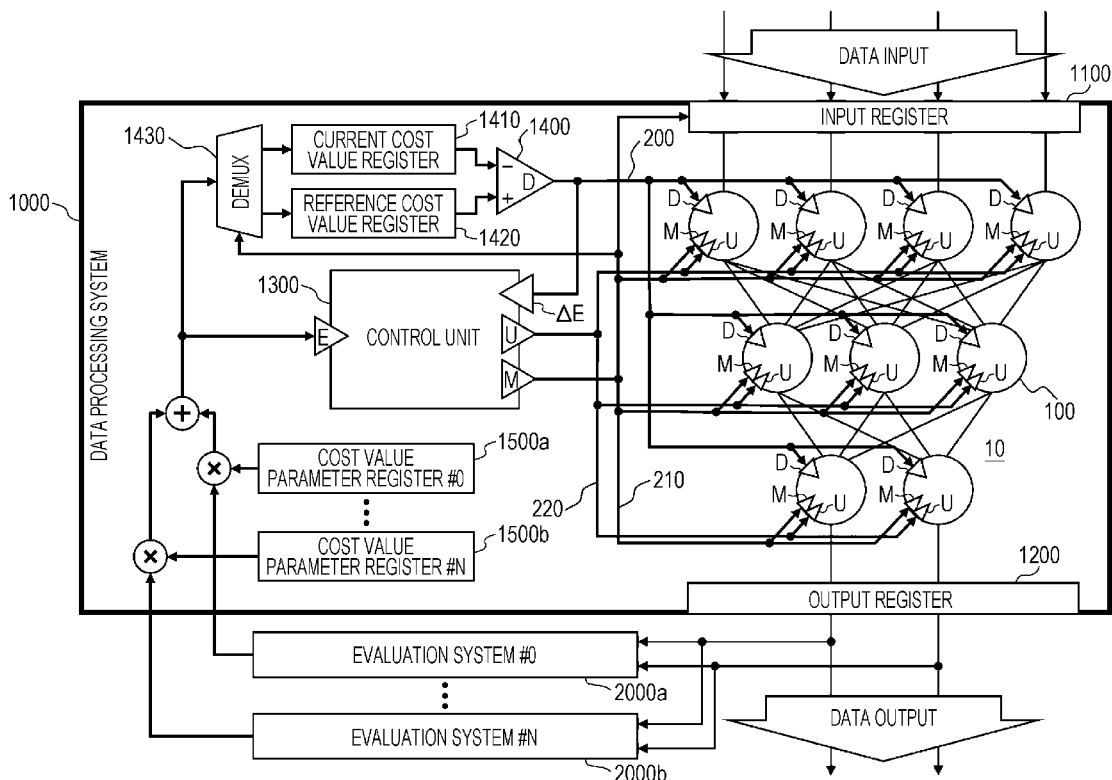 DATA INPUT
1100
INPUT REGISTER
1430
DEMUX
1410
CURRENT COST
VALUE REGISTER
1400
−
D
+
REFERENCE COST
VALUE REGISTER
1420
200
1000
DATA PROCESSING SYSTEM
D
M
U
D
M
U
D
M
U
D
M
U
1300
E
CONTROL UNIT
ΔE
U
M
D
M
U
D
M
U
D
M
U
100
10
+
×
COST VALUE
PARAMETER REGISTER #0
1500a
×
COST VALUE
PARAMETER REGISTER #N
1500b
220
210
D
M
U
D
M
U
1200
OUTPUT REGISTER
EVALUATION SYSTEM #0
2000a
EVALUATION SYSTEM #N
2000b
DATA OUTPUT